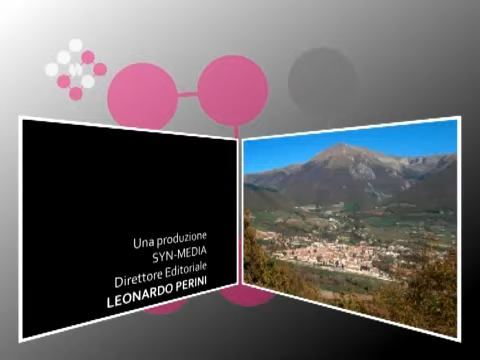 Una produzione
SYN-MEDIA
Direttore Editoriale
LEONARDO PERINI